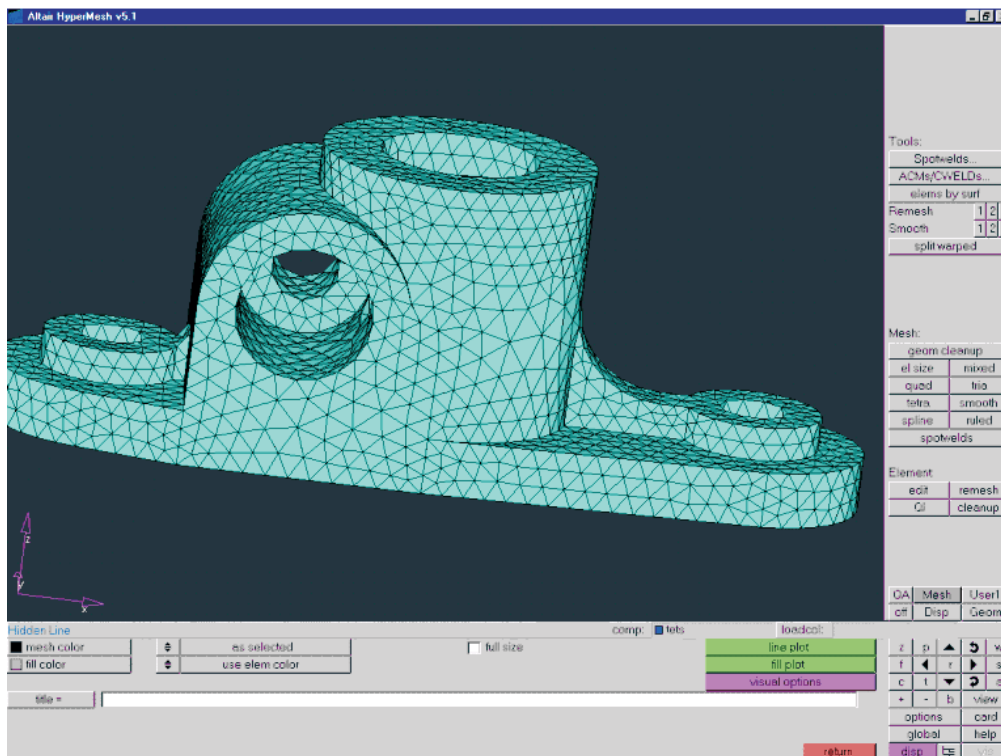 Altair HyperMesh v5.1
Tools:
Spotwelds...
ACMs/CWELDs...
elems by surf
Remesh 1 2
Smooth 1 2
split warped
Mesh:
geom cleanup
el size mixed
quad tria
tetra smooth
spline ruled
spotwelds
Element
edit remesh
QI cleanup
z
y
x
QA Mesh User1
off Disp Geom
Hidden Line comp: tets loadcol:
mesh color as selected full size line plot
fill color use elem color fill plot
visual options
title =
return
z p w
f r s
c t
+ - b view
options card
global help
disp